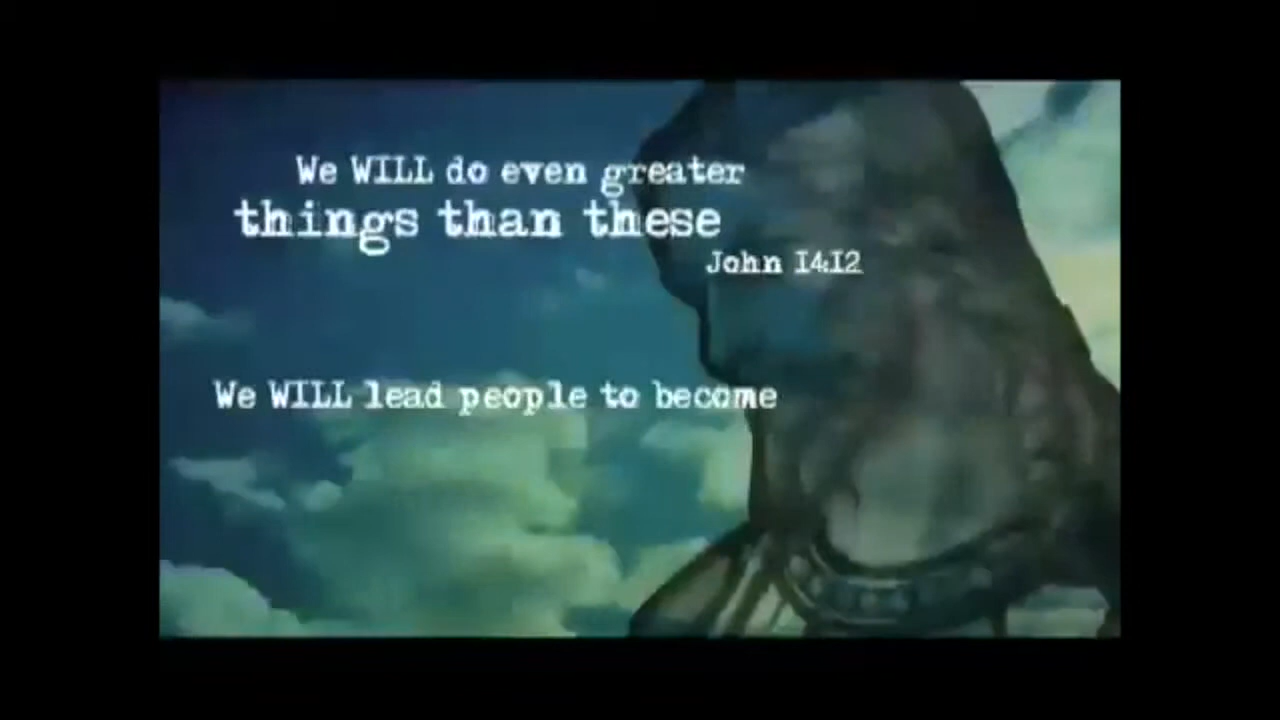 We WILL do even greater
things than these
John 14:12
We WILL lead people to become